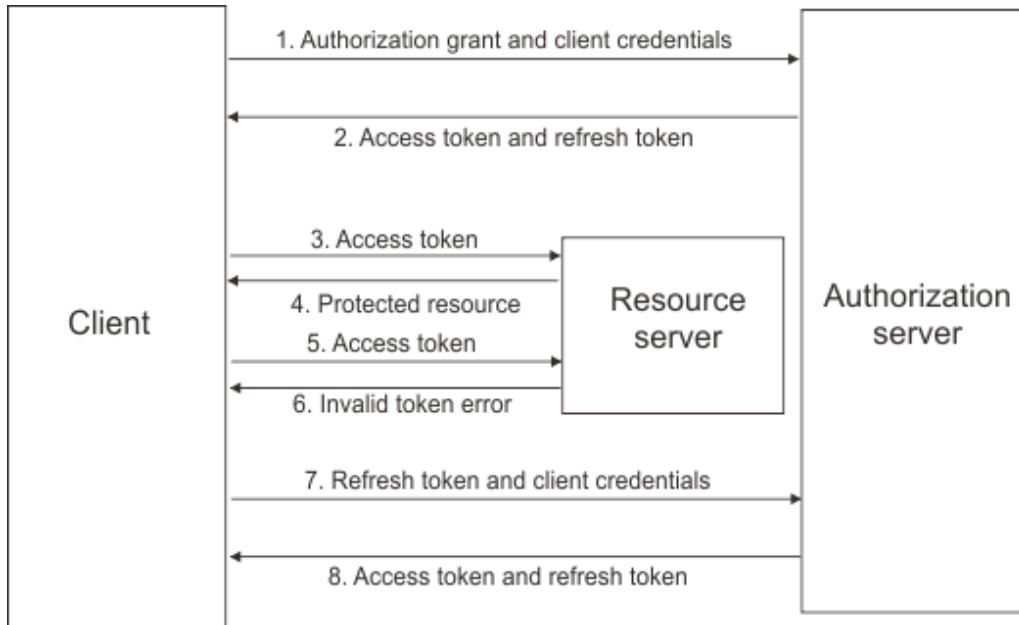 1. Authorization grant and client credentials
2. Access token and refresh token
3. Access token
4. Protected resource
5. Access token
6. Invalid token error
7. Refresh token and client credentials
8. Access token and refresh token
Client
Resource
server
Authorization
server